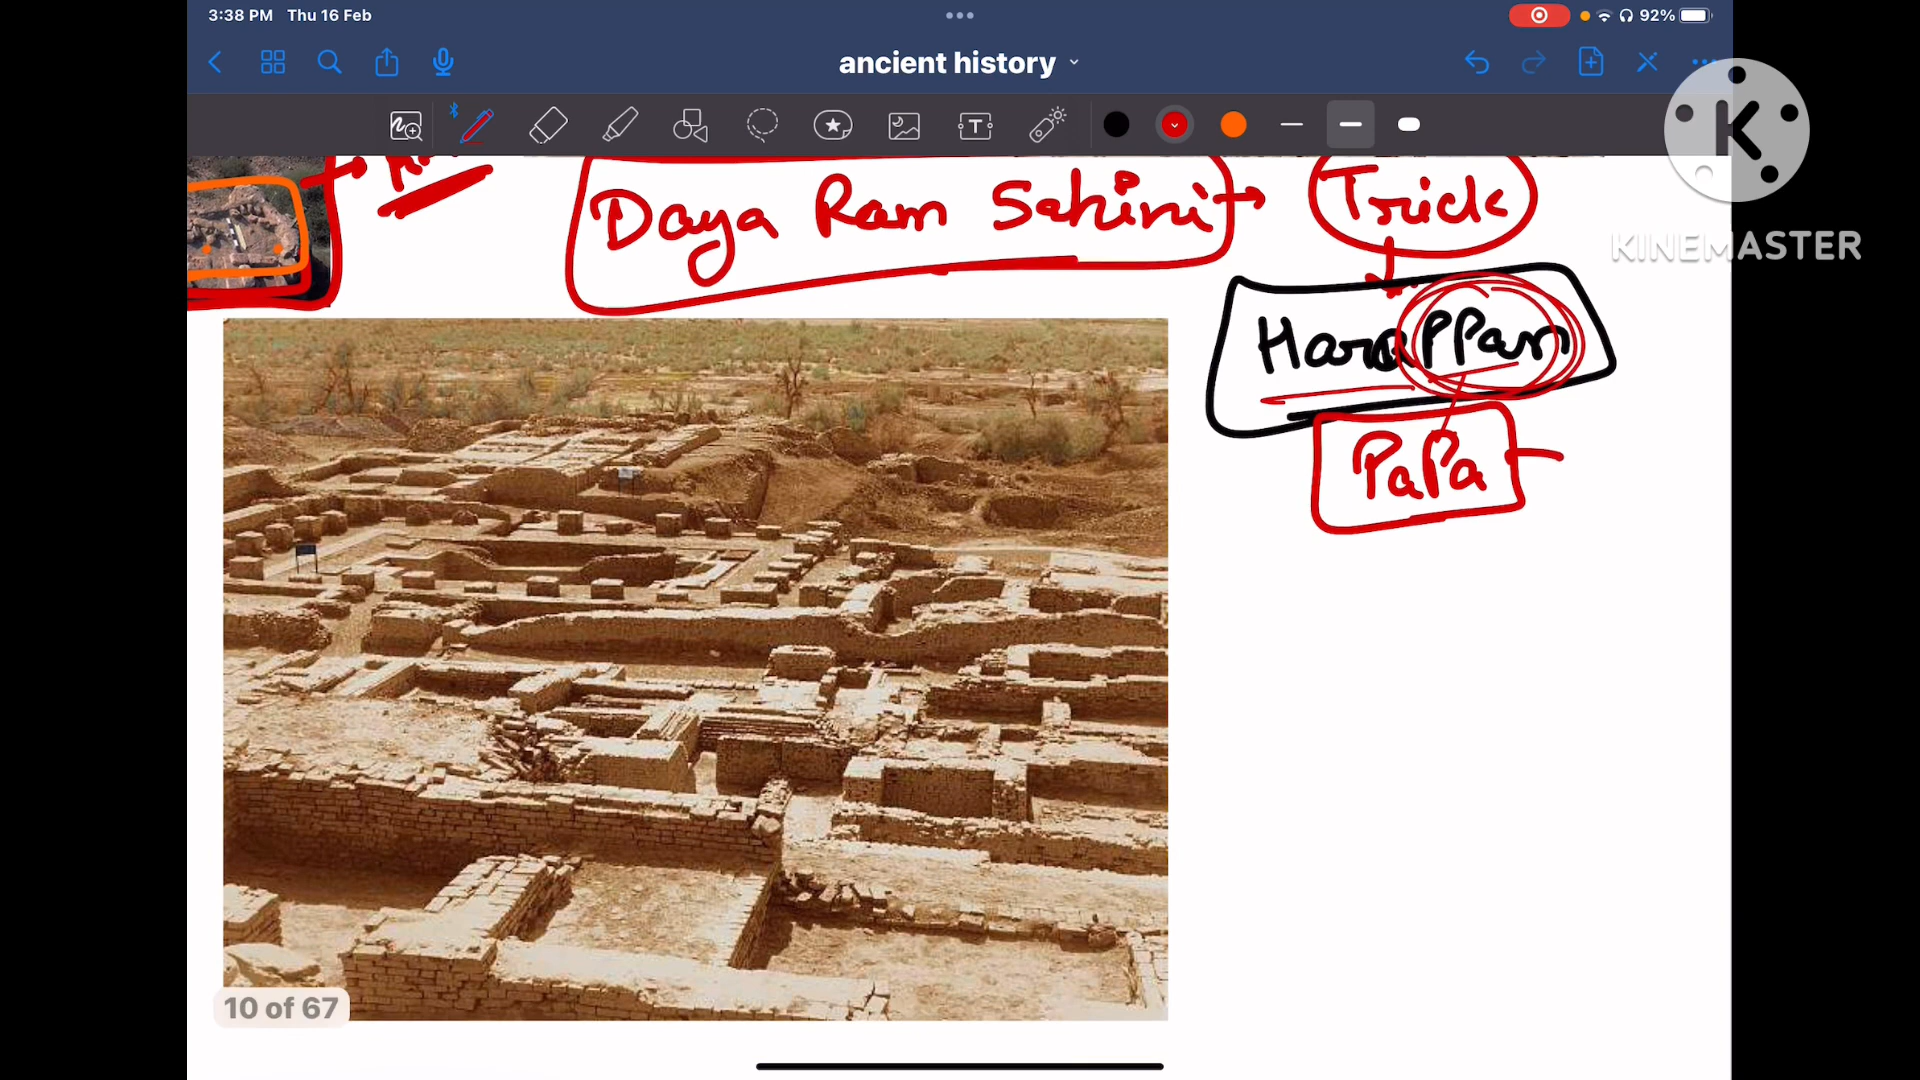 3:38 PM Thu 16 Feb
92%
ancient history
K
KINEMASTER
Daya Ram Sahini
Trick
HaraPPan
PaPa
10 of 67